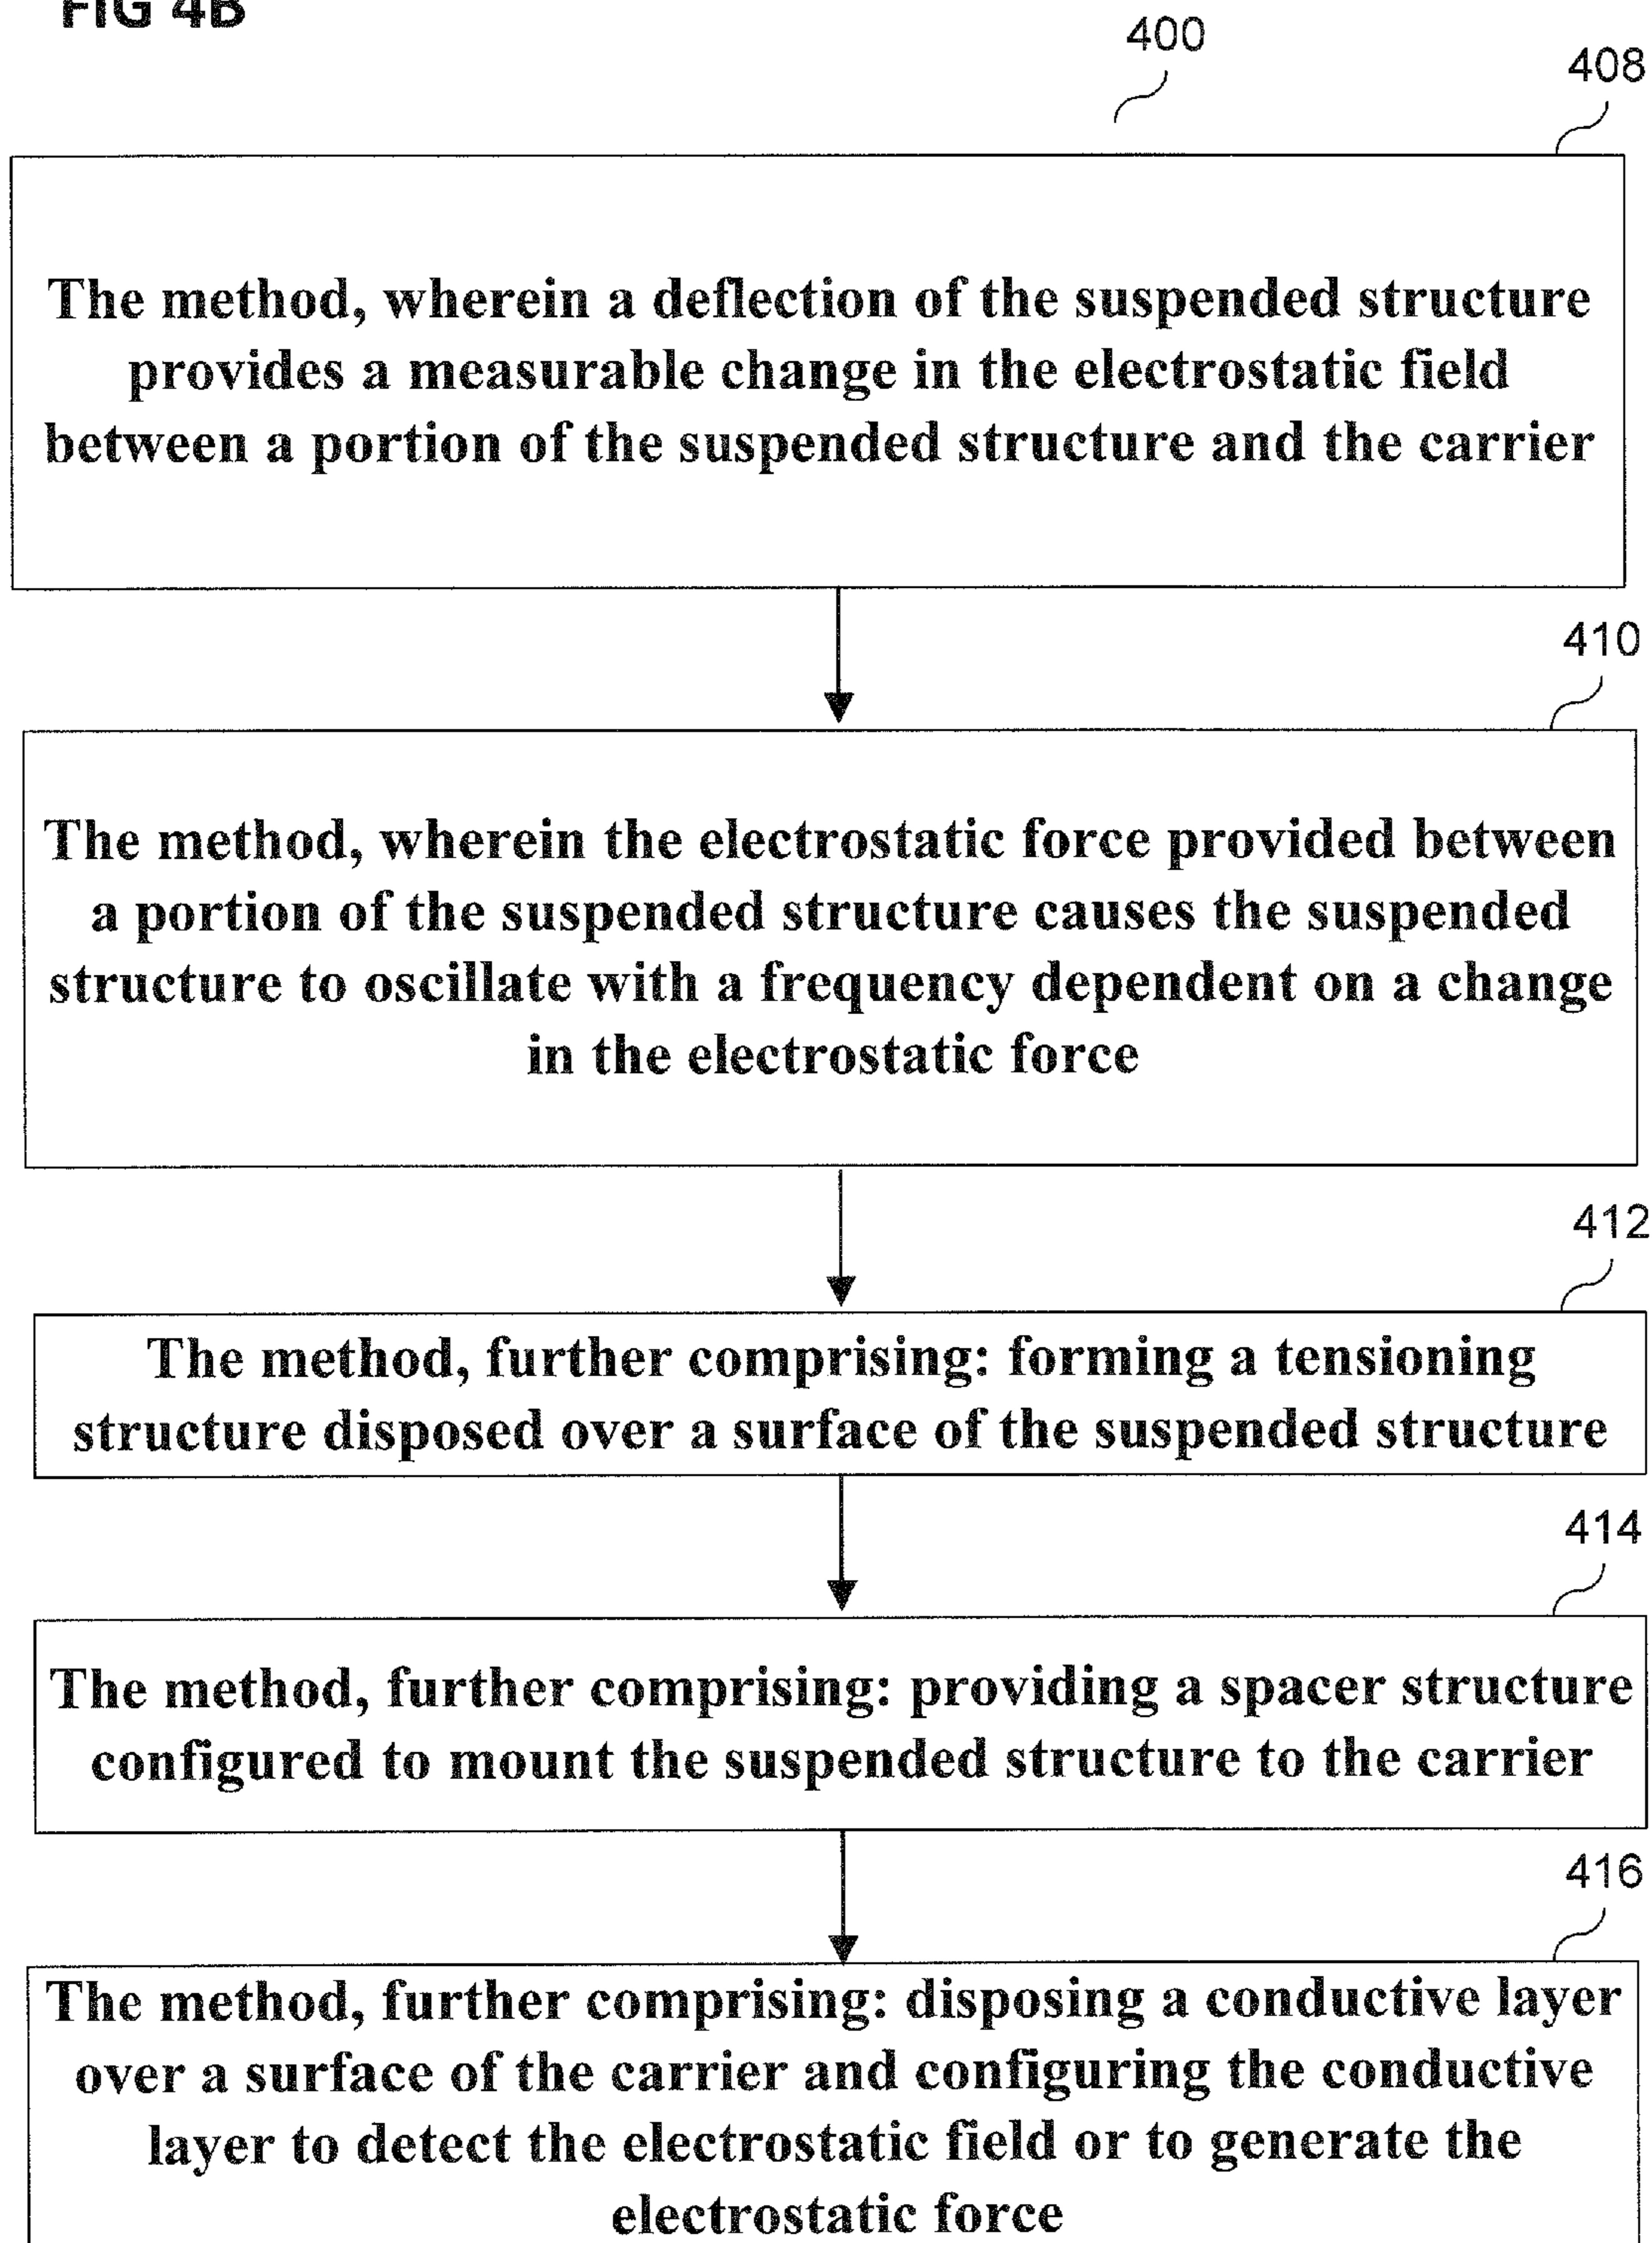 FIG 4B
400
408
The method, wherein a deflection of the suspended structure
provides a measurable change in the electrostatic field
between a portion of the suspended structure and the carrier
410
The method, wherein the electrostatic force provided between
a portion of the suspended structure causes the suspended
structure to oscillate with a frequency dependent on a change
in the electrostatic force
412
The method, further comprising: forming a tensioning
structure disposed over a surface of the suspended structure
414
The method, further comprising: providing a spacer structure
configured to mount the suspended structure to the carrier
416
The method, further comprising: disposing a conductive layer
over a surface of the carrier and configuring the conductive
layer to detect the electrostatic field or to generate the
electrostatic force